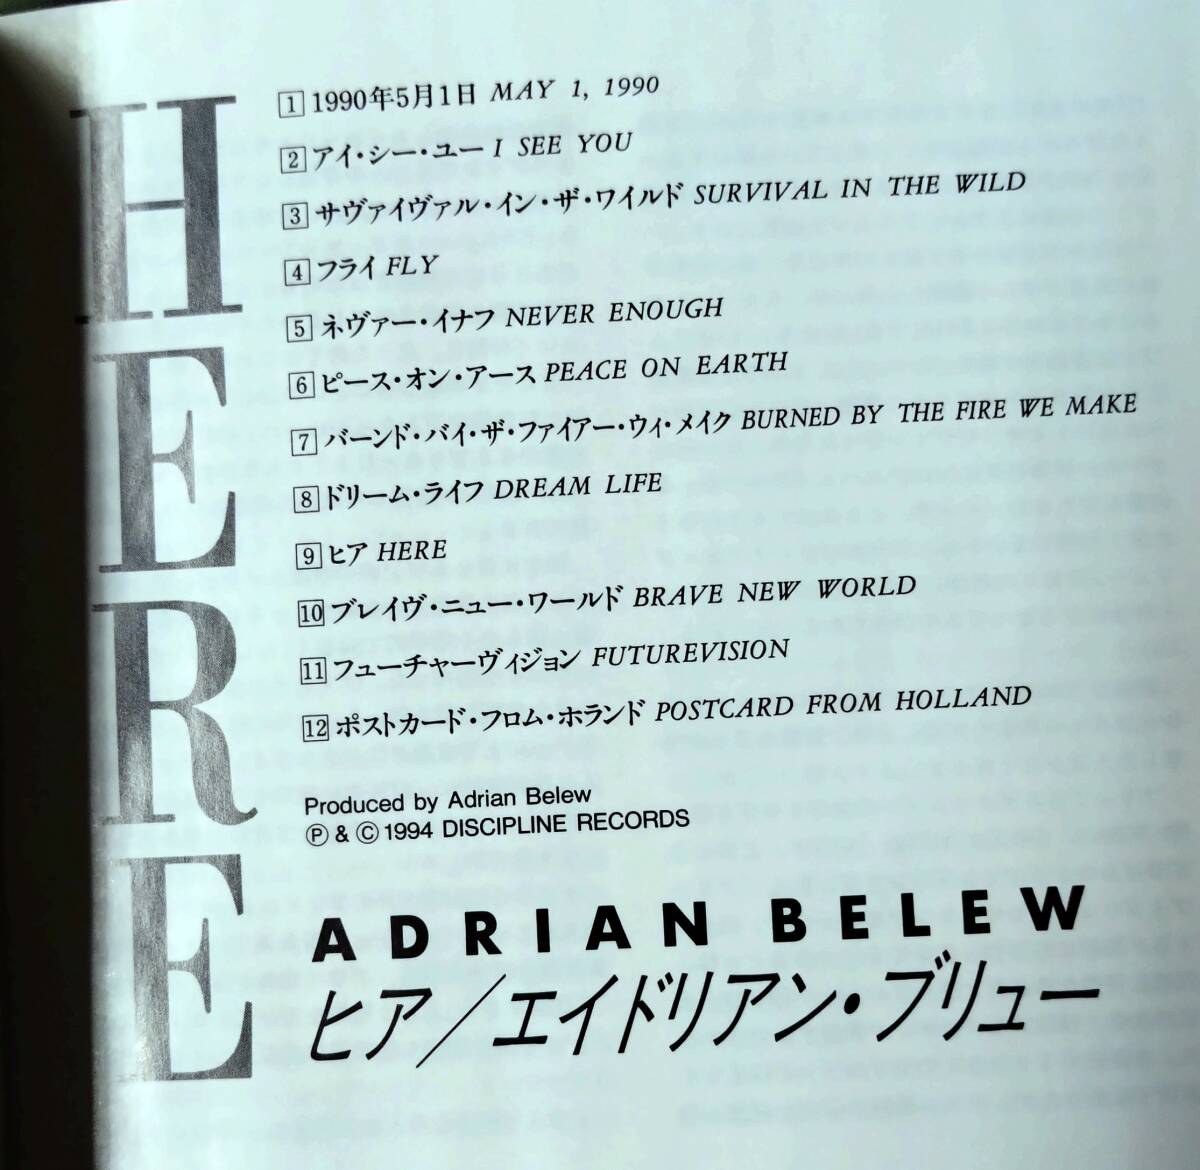 HERE
1 1990年5月1日 MAY 1, 1990
2 アイ・シー・ユー I SEE YOU
3 サヴァイヴァル・イン・ザ・ワイルド SURVIVAL IN THE WILD
4 フライ FLY
5 ネヴァー・イナフ NEVER ENOUGH
6 ピース・オン・アース PEACE ON EARTH
7 バーンド・バイ・ザ・ファイアー・ウィ・メイク BURNED BY THE FIRE WE MAKE
8 ドリーム・ライフ DREAM LIFE
9 ヒア HERE
10 ブレイヴ・ニュー・ワールド BRAVE NEW WORLD
11 フューチャーヴィジョン FUTUREVISION
12 ポストカード・フロム・ホランド POSTCARD FROM HOLLAND
Produced by Adrian Belew
Ⓟ & Ⓒ 1994 DISCIPLINE RECORDS
ADRIAN BELEW
ヒア／エイドリアン・ブリュー